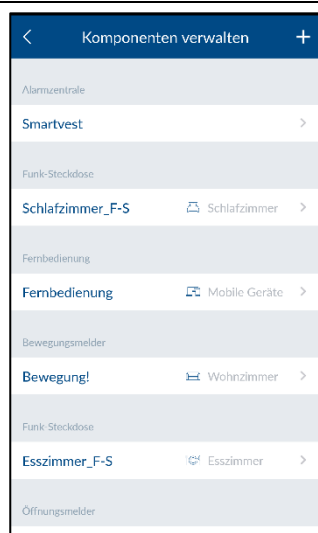 Komponenten verwalten
Alarmzentrale
Smartvest
Funk-Steckdose
Schlafzimmer_F-S Schlafzimmer
Fernbedienung
Fernbedienung Mobile Geräte
Bewegungsmelder
Bewegung! Wohnzimmer
Funk-Steckdose
Esszimmer_F-S Esszimmer
Öffnungsmelder